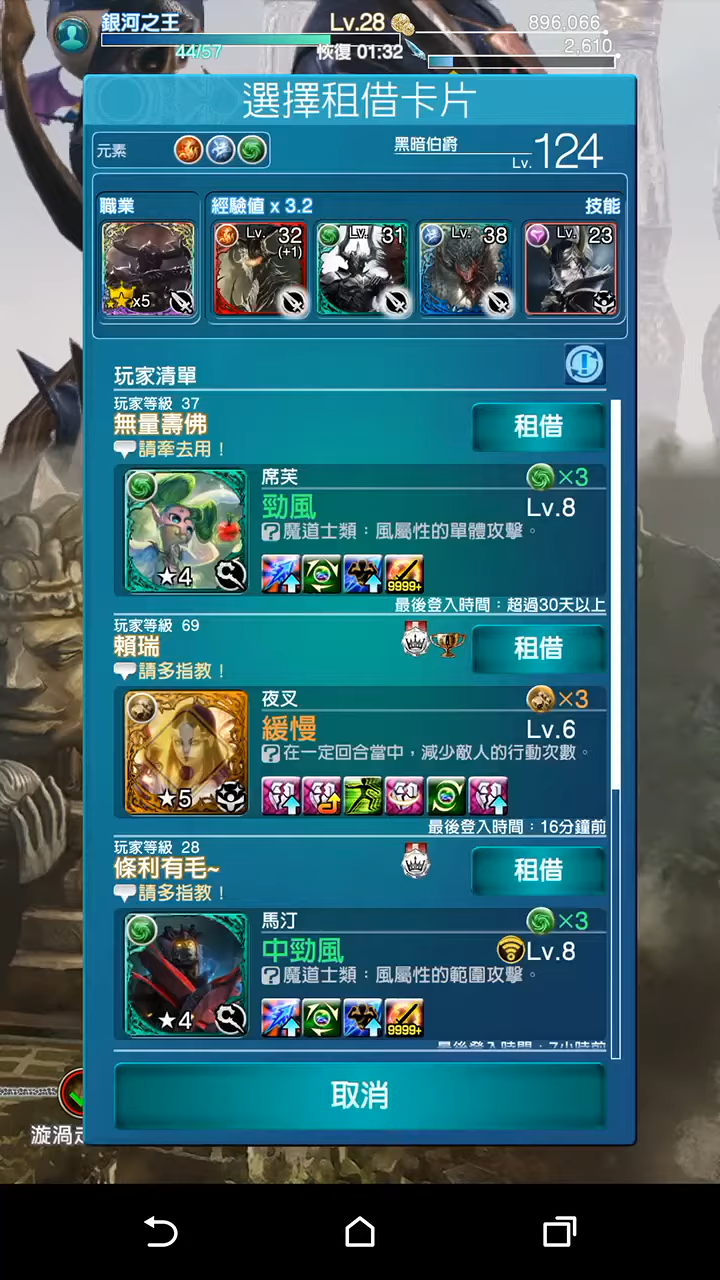 銀河之王
Lv.28
896,066
44/57
恢復 01:32
2,610
選擇租借卡片
元素
黑暗伯爵
Lv.124
職業
經驗值 x 3.2
技能
x5
Lv. 32
(+1)
Lv. 31
Lv. 38
Lv. 23
玩家清單
玩家等級 37
無量壽佛
請牽去用！
租借
席芙
×3
勁風
Lv.8
魔道士類：風屬性的單體攻擊。
★4
9999+
最後登入時間：超過30天以上
玩家等級 69
賴瑞
請多指教！
租借
夜叉
×3
緩慢
Lv.6
在一定回合當中，減少敵人的行動次數。
★5
最後登入時間：16分鐘前
玩家等級 28
條利有毛~
請多指教！
租借
馬汀
×3
中勁風
Lv.8
魔道士類：風屬性的範圍攻擊。
★4
9999+
最後登入時間：7小時前
取消
漩渦